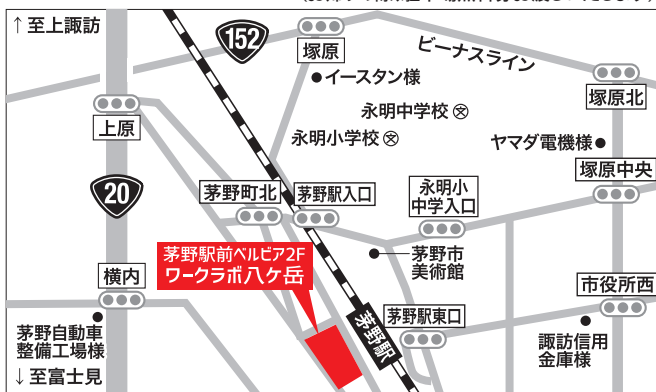 ↑至上諏訪
152
塚原
ビーナスライン
イースタン様
塚原北
永明中学校
上原
永明小学校
ヤマダ電機様
塚原中央
20
茅野町北
茅野駅入口
永明小
中学入口
茅野駅前ベルビア2F
ワークラボ八ヶ岳
茅野市
美術館
横内
市役所西
茅野駅
茅野駅東口
茅野自動車
整備工場様
諏訪信用
金庫様
↓至富士見